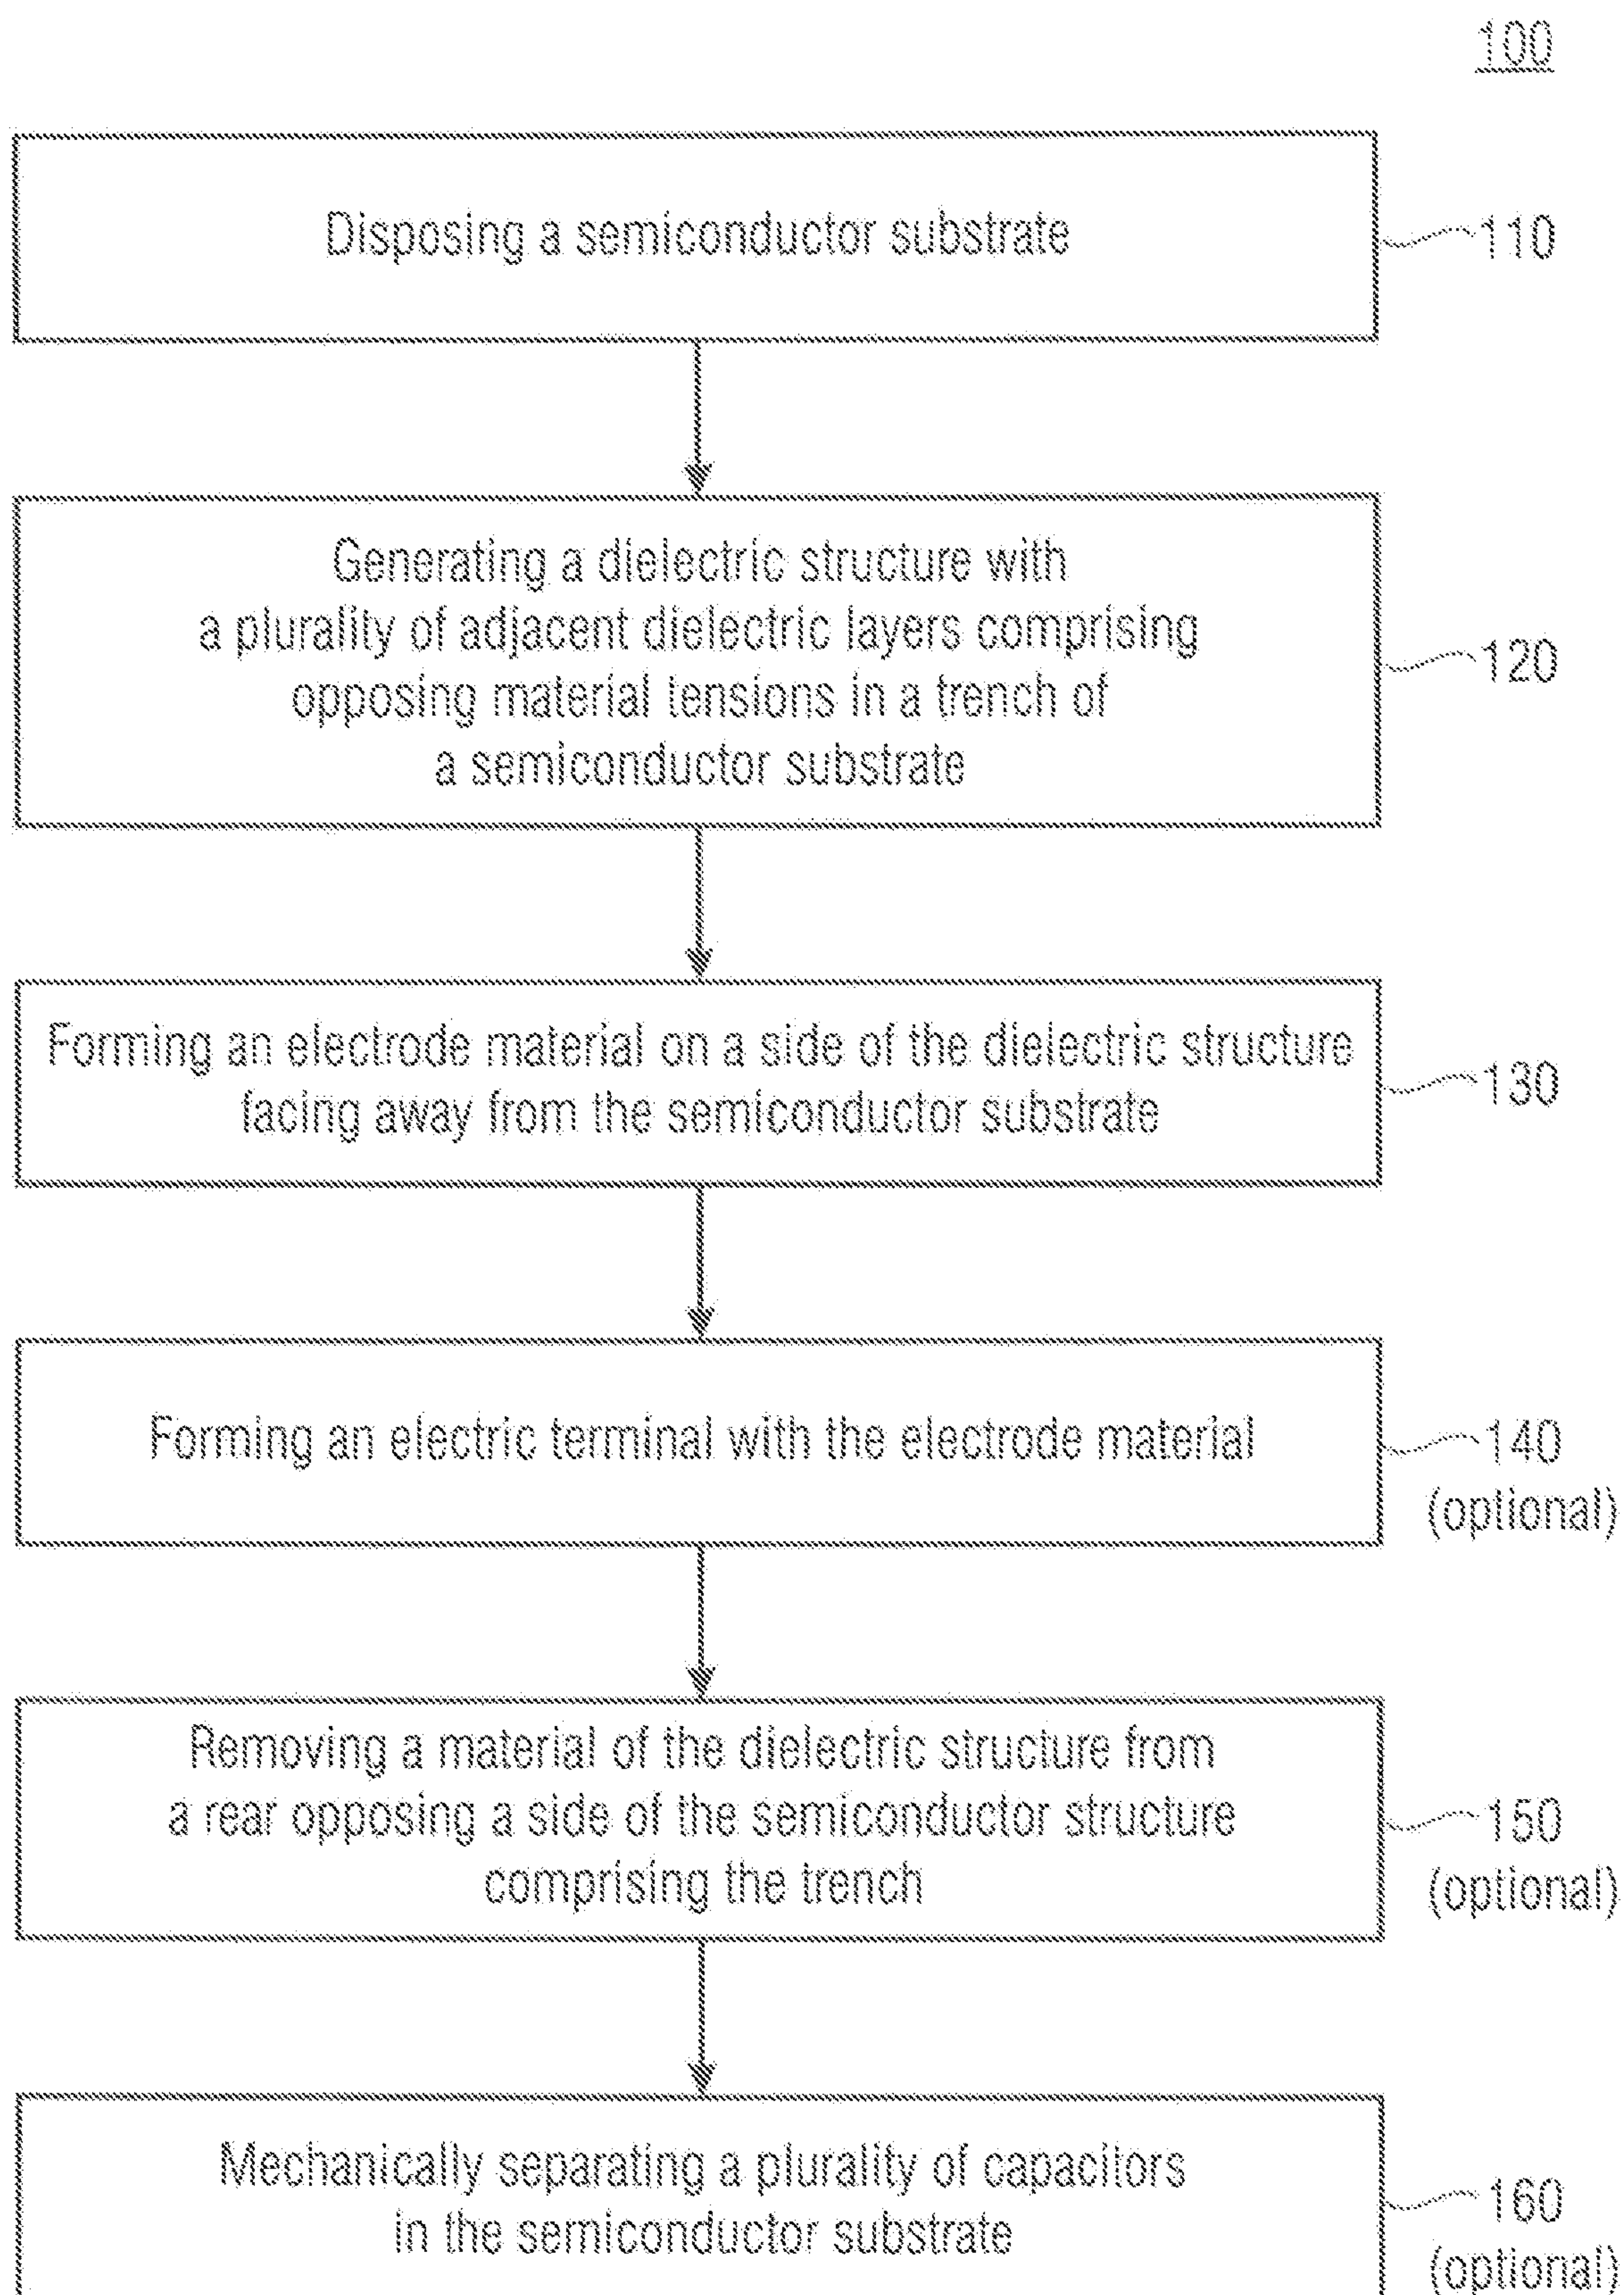 100
Disposing a semiconductor substrate
110
Generating a dielectric structure with
a plurality of adjacent dielectric layers comprising
opposing material tensions in a trench of
a semiconductor substrate
120
Forming an electrode material on a side of the dielectric structure
facing away from the semiconductor substrate
130
Forming an electric terminal with the electrode material
140
(optional)
Removing a material of the dielectric structure from
a rear opposing a side of the semiconductor structure
comprising the trench
150
(optional)
Mechanically separating a plurality of capacitors
in the semiconductor substrate
160
(optional)